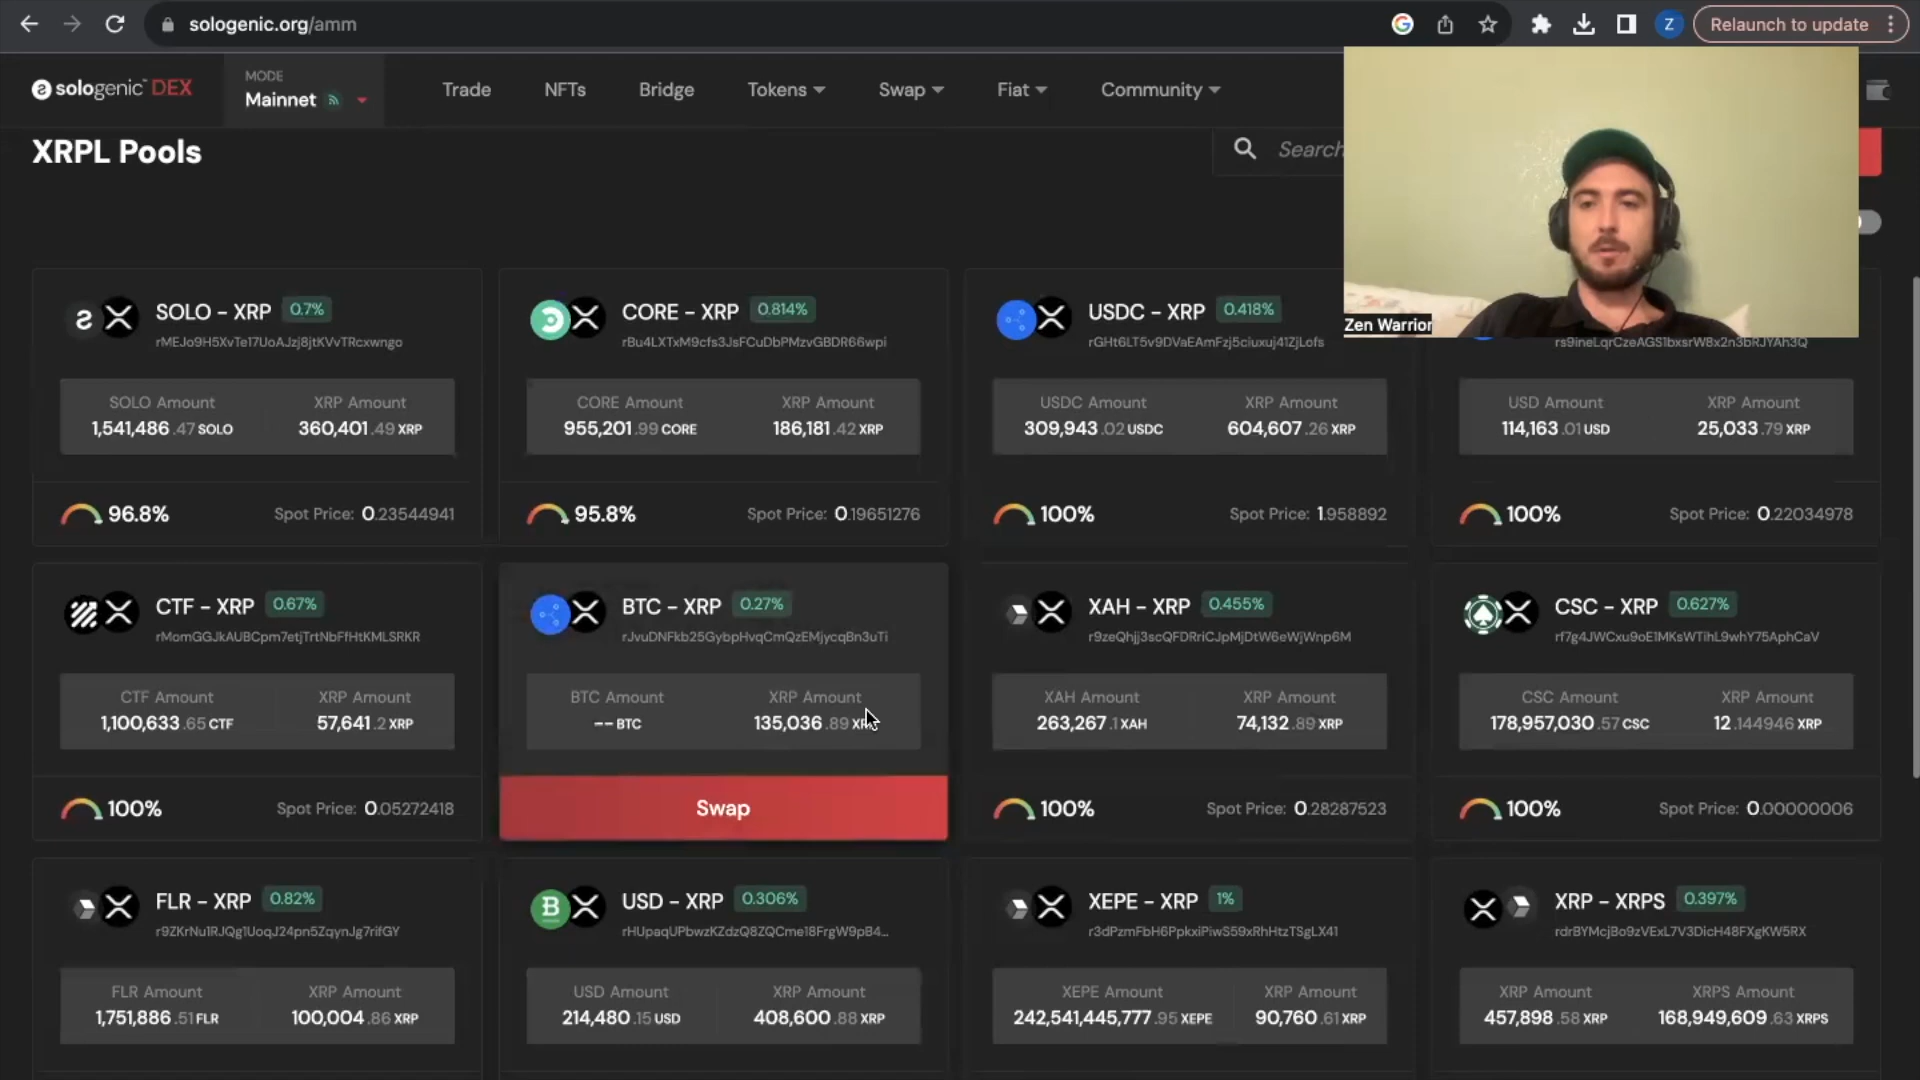 sologenic.org/amm
Z
Relaunch to update
sologenic DEX
MODE
Mainnet
Trade
NFTs
Bridge
Tokens
Swap
Fiat
Community
XRPL Pools
Search
Zen Warrior
SOLO – XRP 0.7%
rMEJo9H5XvTe17UoAJzj8jtKVvTRcxwngo
SOLO Amount
XRP Amount
1,541,486.47 SOLO
360,401.49 XRP
96.8%
Spot Price: 0.23544941
CORE – XRP 0.814%
rBu4LXTxM9cfs3JsFCuDbPMzvGBDR66wpi
CORE Amount
XRP Amount
955,201.99 CORE
186,181.42 XRP
95.8%
Spot Price: 0.19651276
USDC – XRP 0.418%
rGHt6LT5v9DVaEAmFzj5ciuxuj41ZjLofs
USDC Amount
XRP Amount
309,943.02 USDC
604,607.26 XRP
100%
Spot Price: 1.958892
rs9ineLqrCzeAGS1bxsrW8x2n3bRJYAh3Q
USD Amount
XRP Amount
114,163.01 USD
25,033.79 XRP
100%
Spot Price: 0.22034978
CTF – XRP 0.67%
rMomGGJkAUBCpm7etjTrtNbFfHtKMLSRKR
CTF Amount
XRP Amount
1,100,633.65 CTF
57,641.2 XRP
100%
Spot Price: 0.05272418
BTC – XRP 0.27%
rJvuDNFkb25GybpHvqCmQzEMjycqBn3uTi
BTC Amount
XRP Amount
-- BTC
135,036.89 XRP
Swap
XAH – XRP 0.455%
r9zeQhjj3scQFDRriCJpMjDtW6eWjWnp6M
XAH Amount
XRP Amount
263,267.1 XAH
74,132.89 XRP
100%
Spot Price: 0.28287523
CSC – XRP 0.627%
rf7g4JWCxu9oE1MKsWTihL9whY75AphCaV
CSC Amount
XRP Amount
178,957,030.57 CSC
12.144946 XRP
100%
Spot Price: 0.00000006
FLR – XRP 0.82%
r9ZKrNu1RJQg1UoqJ24pn5ZqynJg7rifGY
FLR Amount
XRP Amount
1,751,886.51 FLR
100,004.86 XRP
USD – XRP 0.306%
rHUpaqUPbwzKZdzQ8ZQCme18FrgW9pB4...
USD Amount
XRP Amount
214,480.15 USD
408,600.88 XRP
XEPE – XRP 1%
r3dPzmFbH6PpkxiPiwS59xRhHtzTSgLX41
XEPE Amount
XRP Amount
242,541,445,777.95 XEPE
90,760.61 XRP
XRP – XRPS 0.397%
rdrBYMcjBo9zVExL7V3DicH48FXgKW5RX
XRP Amount
XRPS Amount
457,898.58 XRP
168,949,609.63 XRPS